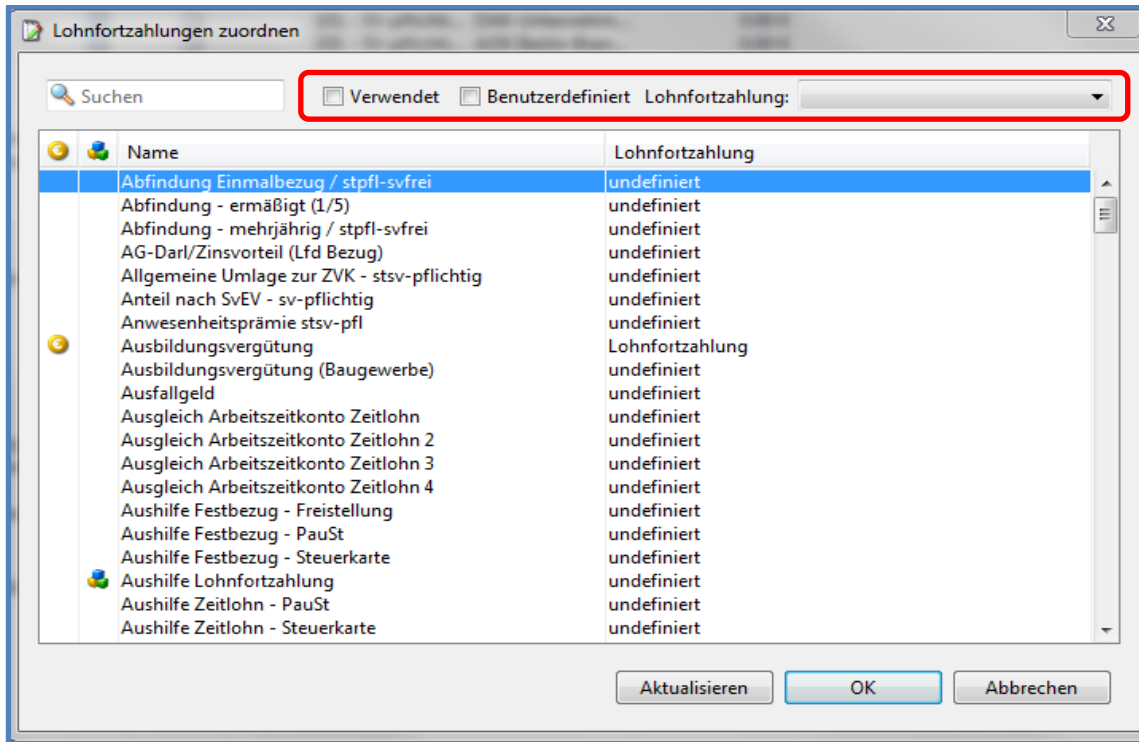 Lohnfortzahlungen zuordnen
Suchen Verwendet Benutzerdefiniert Lohnfortzahlung:
Name Lohnfortzahlung
Abfindung Einmalbezug / stpfl-svfrei undefiniert
Abfindung - ermäßigt (1/5) undefiniert
Abfindung - mehrjährig / stpfl-svfrei undefiniert
AG-Darl/Zinsvorteil (Lfd Bezug) undefiniert
Allgemeine Umlage zur ZVK - stsv-pflichtig undefiniert
Anteil nach SvEV - sv-pflichtig undefiniert
Anwesenheitsprämie stsv-pfl undefiniert
Ausbildungsvergütung Lohnfortzahlung
Ausbildungsvergütung (Baugewerbe) undefiniert
Ausfallgeld undefiniert
Ausgleich Arbeitszeitkonto Zeitlohn undefiniert
Ausgleich Arbeitszeitkonto Zeitlohn 2 undefiniert
Ausgleich Arbeitszeitkonto Zeitlohn 3 undefiniert
Ausgleich Arbeitszeitkonto Zeitlohn 4 undefiniert
Aushilfe Festbezug - Freistellung undefiniert
Aushilfe Festbezug - PauSt undefiniert
Aushilfe Festbezug - Steuerkarte undefiniert
Aushilfe Lohnfortzahlung undefiniert
Aushilfe Zeitlohn - PauSt undefiniert
Aushilfe Zeitlohn - Steuerkarte undefiniert
Aktualisieren OK Abbrechen